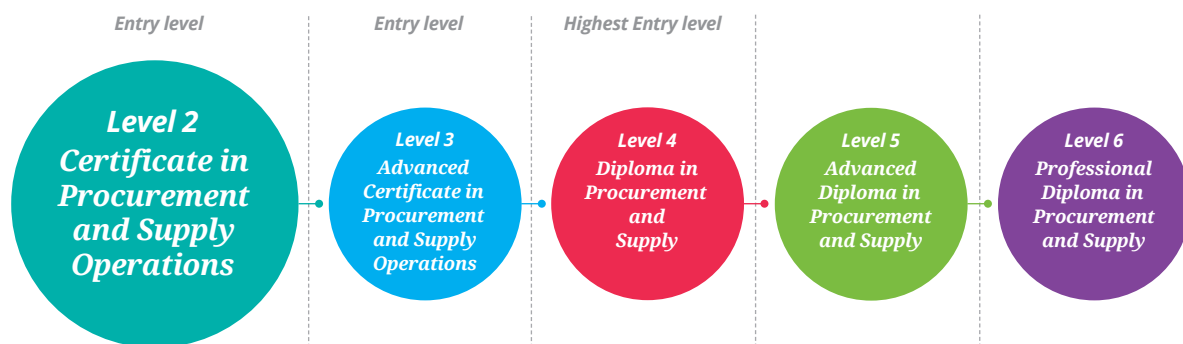 Entry level
Entry level
Highest Entry level
Level 2
Certificate in
Procurement
and Supply
Operations
Level 3
Advanced
Certificate in
Procurement
and Supply
Operations
Level 4
Diploma in
Procurement
and
Supply
Level 5
Advanced
Diploma in
Procurement
and Supply
Level 6
Professional
Diploma in
Procurement
and Supply